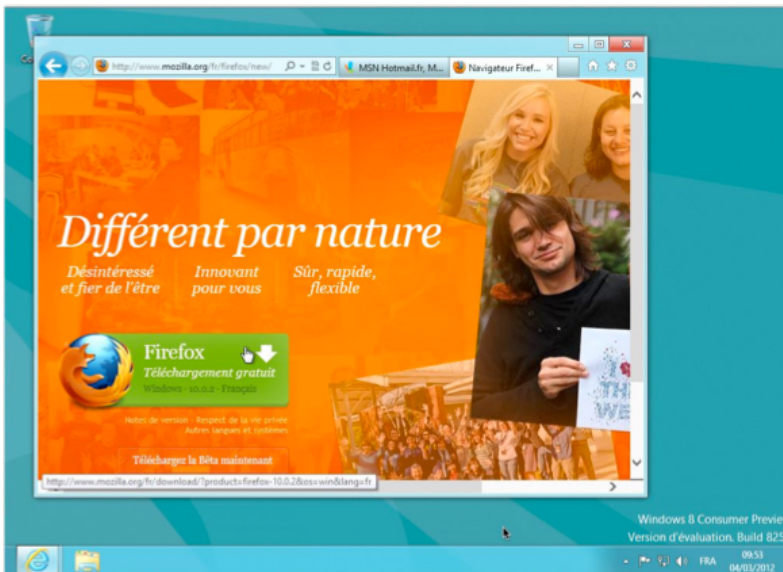 http://www.mozilla.org/fr/firefox/new/
MSN Hotmail.fr, M...
Navigateur Firef...
Différent par nature
Désintéressé
et fier de l'être
Innovant
pour vous
Sûr, rapide,
flexible
Firefox
Téléchargement gratuit
Windows - 10.0.2 - Français
Notes de version - Respect de la vie privée
Autres langues et systèmes
Téléchargez la Bêta maintenant
http://www.mozilla.org/fr/download/?product=firefox-10.0.2&os=win&lang=fr
Windows 8 Consumer Previe
Version d'évaluation. Build 825
FRA
09:53
04/03/2012